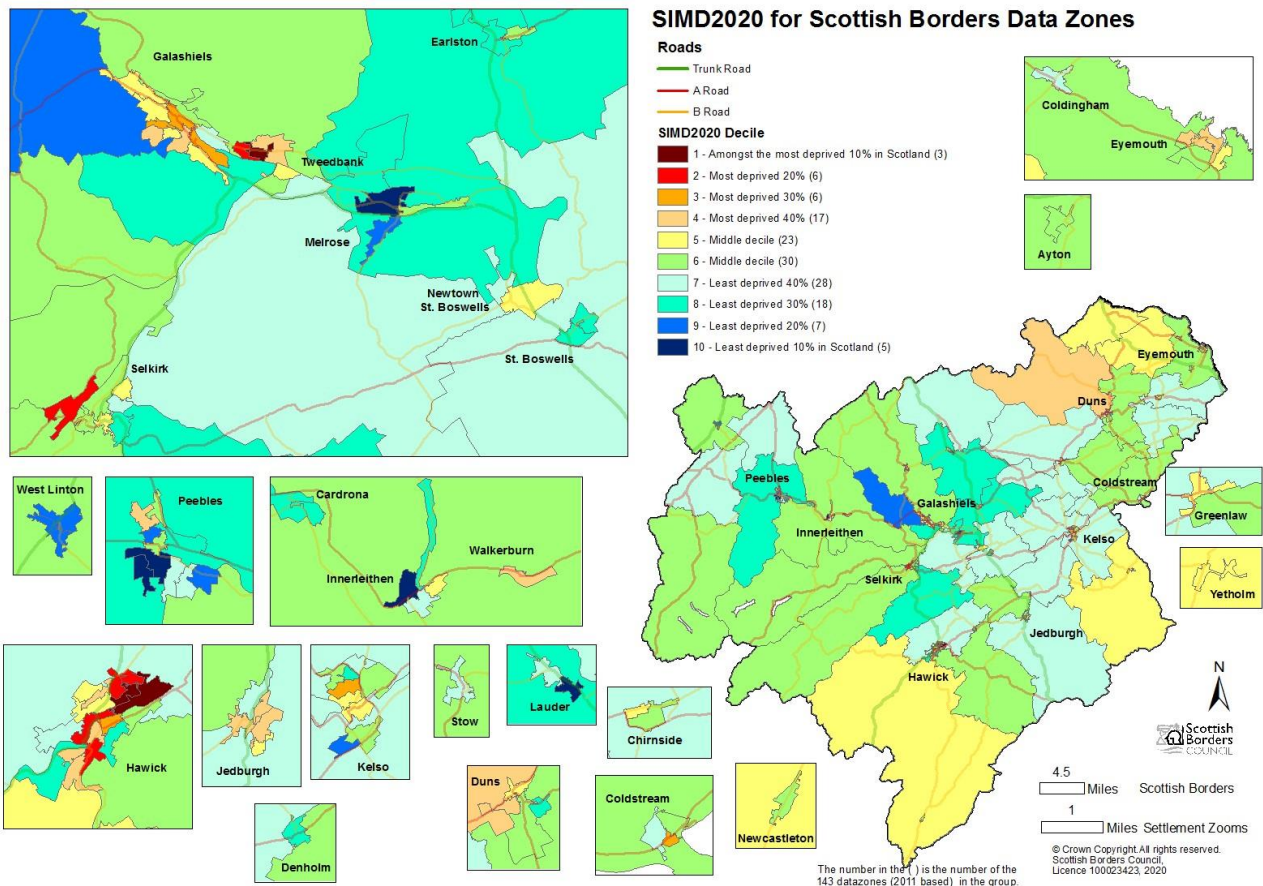 SIMD2020 for Scottish Borders Data Zones
Roads
Trunk Road
A Road
B Road
SIMD2020 Decile
1 - Amongst the most deprived 10% in Scotland (3)
2 - Most deprived 20% (6)
3 - Most deprived 30% (6)
4 - Most deprived 40% (17)
5 - Middle decile (23)
6 - Middle decile (30)
7 - Least deprived 40% (28)
8 - Least deprived 30% (18)
9 - Least deprived 20% (7)
10 - Least deprived 10% in Scotland (5)
Galashiels
Earlston
Tweedbank
Melrose
Newtown
St. Boswells
St. Boswells
Selkirk
Coldingham
Eyemouth
Ayton
West Linton
Peebles
Cardrona
Walkerburn
Innerleithen
Eyemouth
Duns
Peebles
Coldstream
Galashiels
Innerleithen
Kelso
Selkirk
Jedburgh
Hawick
Greenlaw
Yetholm
Hawick
Jedburgh
Kelso
Stow
Lauder
Chirnside
Denholm
Duns
Coldstream
Newcastleton
N
Scottish
Borders
COUNCIL
4.5
Miles Scottish Borders
1
Miles Settlement Zooms
© Crown Copyright. All rights reserved.
Scottish Borders Council,
Licence 100023423, 2020
The number in the ( ) is the number of the
143 datazones (2011 based) in the group.